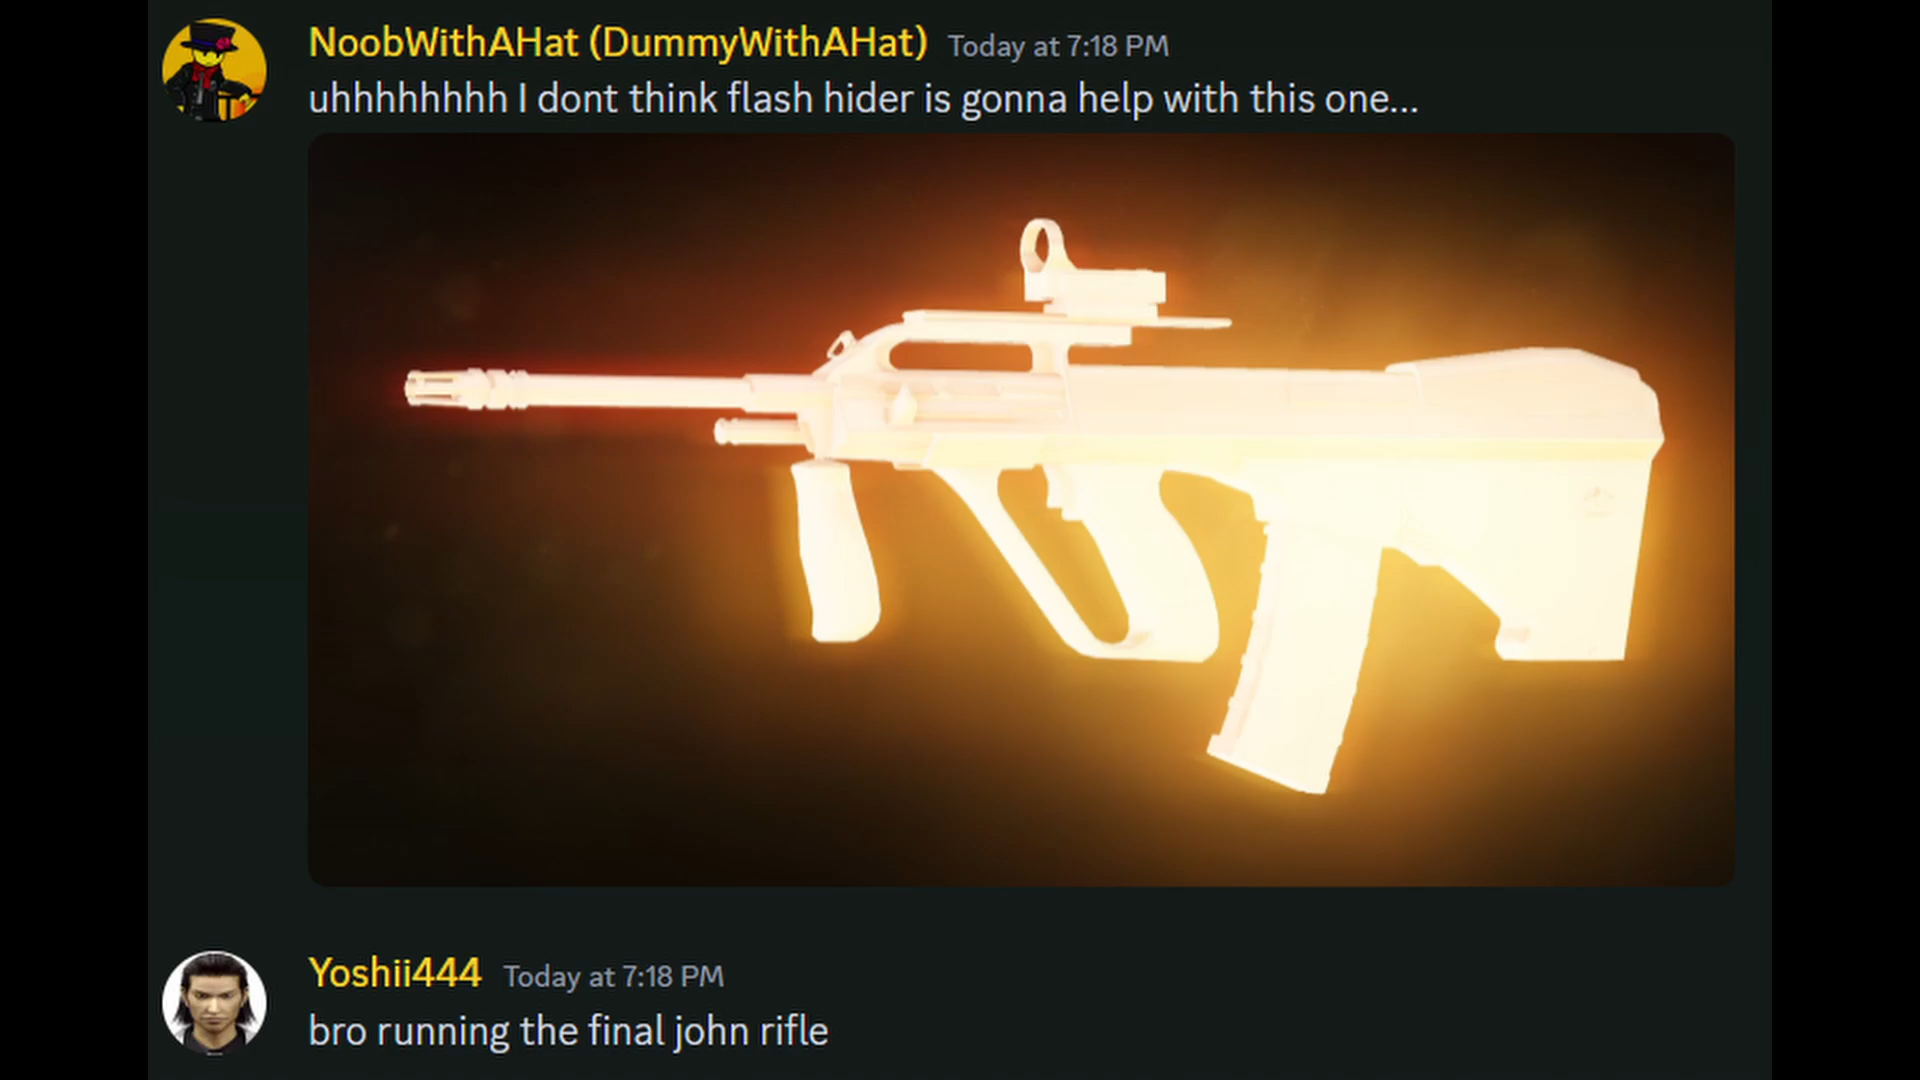 NoobWithAHat (DummyWithAHat) Today at 7:18 PM
uhhhhhhhh I dont think flash hider is gonna help with this one...
Yoshii444 Today at 7:18 PM
bro running the final john rifle